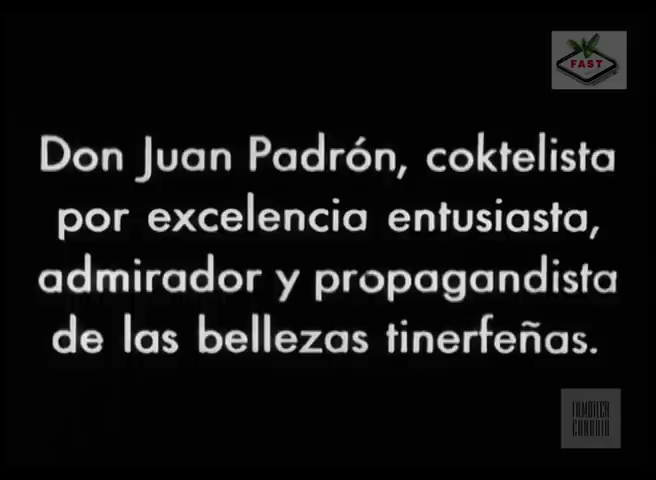 FAST
Don Juan Padrón, coktelista
por excelencia entusiasta,
admirador y propagandista
de las bellezas tinerfeñas.